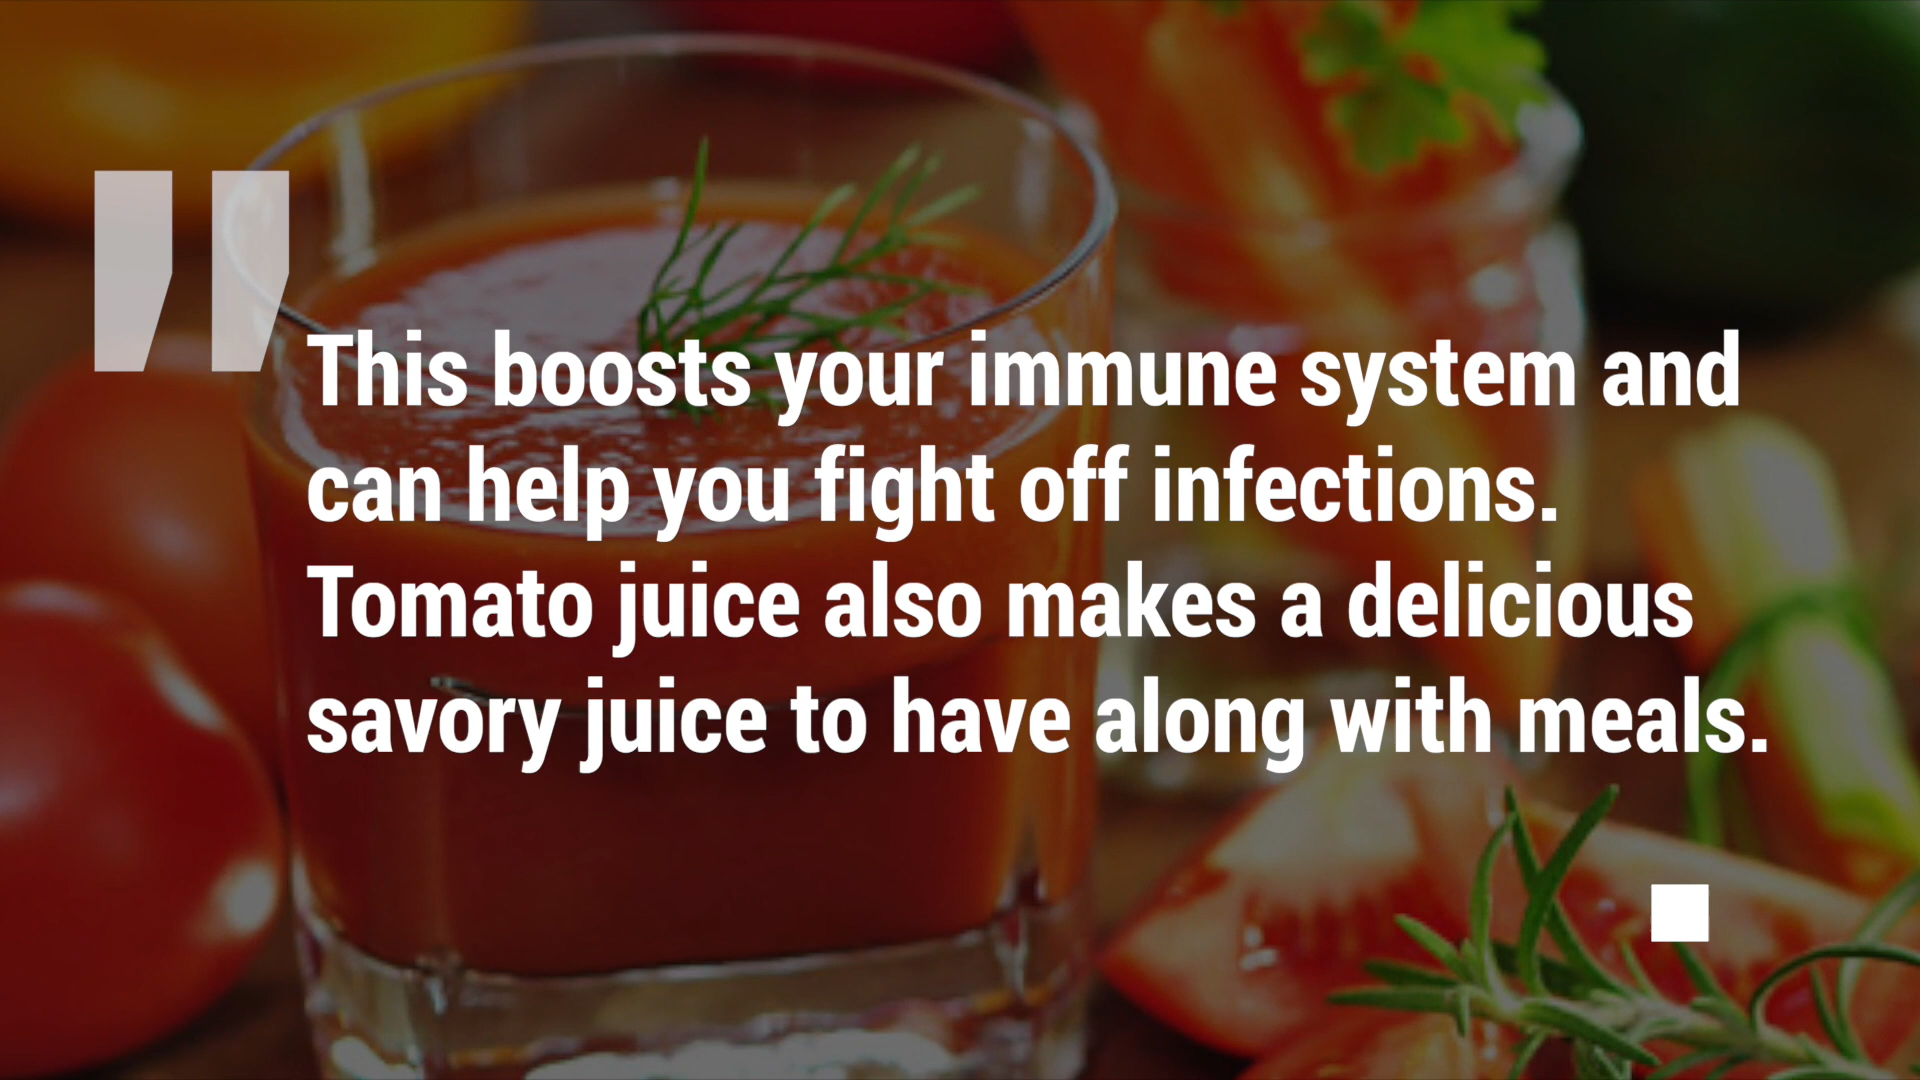 "
This boosts your immune system and
can help you fight off infections.
Tomato juice also makes a delicious
savory juice to have along with meals.